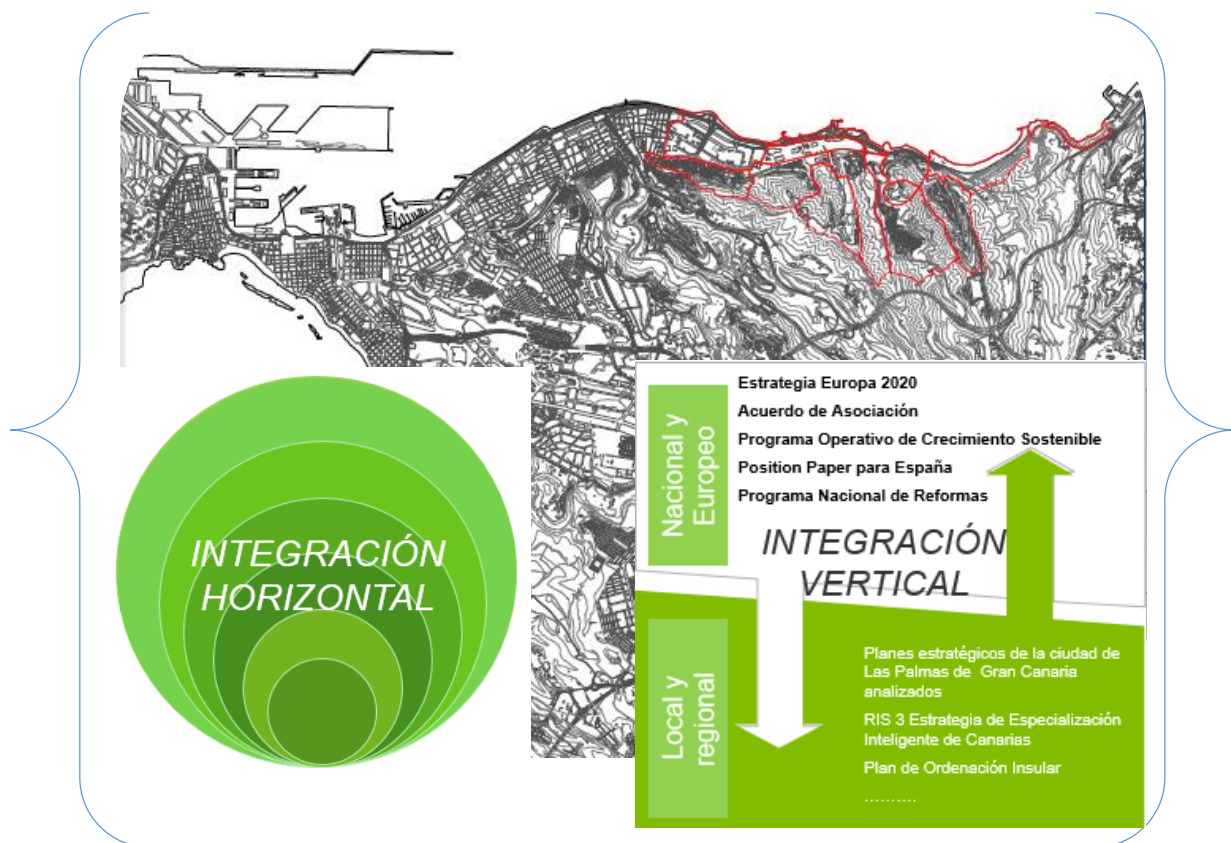 INTEGRACIÓN
HORIZONTAL
Nacional y
Europeo
Estrategia Europa 2020
Acuerdo de Asociación
Programa Operativo de Crecimiento Sostenible
Position Paper para España
Programa Nacional de Reformas
INTEGRACIÓN
VERTICAL
Local y
regional
Planes estratégicos de la ciudad de
Las Palmas de Gran Canaria
analizados
RIS 3 Estrategia de Especialización
Inteligente de Canarias
Plan de Ordenación Insular
..........